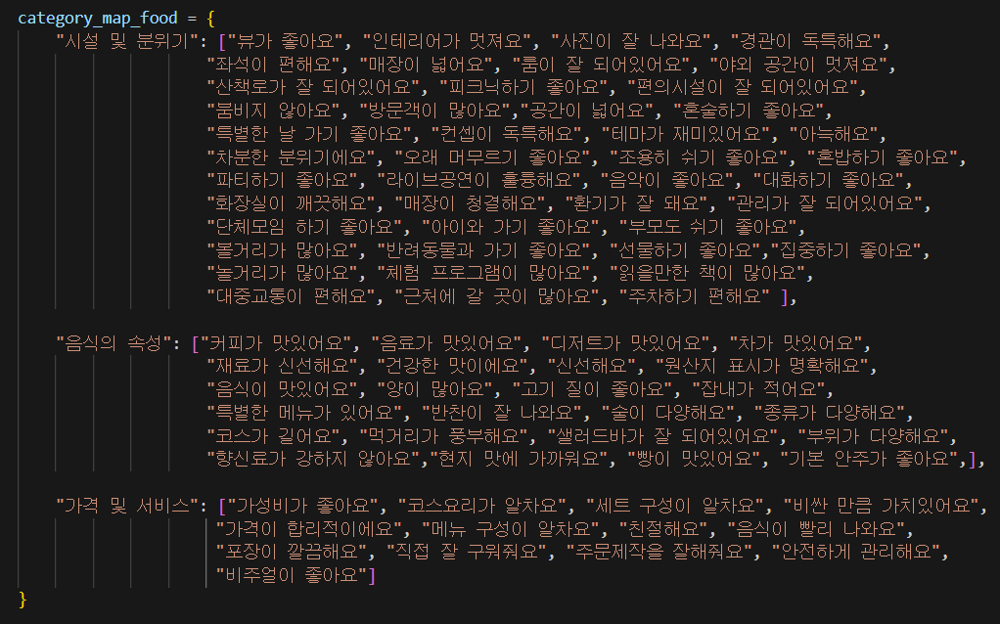 category_map_food = {
"시설 및 분위기": ["뷰가 좋아요", "인테리어가 멋져요", "사진이 잘 나와요", "경관이 독특해요",
"좌석이 편해요", "매장이 넓어요", "룸이 잘 되어있어요", "야외 공간이 멋져요",
"산책로가 잘 되어있어요", "피크닉하기 좋아요", "편의시설이 잘 되어있어요",
"붐비지 않아요", "방문객이 많아요","공간이 넓어요", "혼술하기 좋아요",
"특별한 날 가기 좋아요", "컨셉이 독특해요", "테마가 재미있어요", "아늑해요",
"차분한 분위기에요", "오래 머무르기 좋아요", "조용히 쉬기 좋아요", "혼밥하기 좋아요",
"파티하기 좋아요", "라이브공연이 훌륭해요", "음악이 좋아요", "대화하기 좋아요",
"화장실이 깨끗해요", "매장이 청결해요", "환기가 잘 돼요", "관리가 잘 되어있어요",
"단체모임 하기 좋아요", "아이와 가기 좋아요", "부모도 쉬기 좋아요",
"볼거리가 많아요", "반려동물과 가기 좋아요", "선물하기 좋아요","집중하기 좋아요",
"놀거리가 많아요", "체험 프로그램이 많아요", "읽을만한 책이 많아요",
"대중교통이 편해요", "근처에 갈 곳이 많아요", "주차하기 편해요" ],
"음식의 속성": ["커피가 맛있어요", "음료가 맛있어요", "디저트가 맛있어요", "차가 맛있어요",
"재료가 신선해요", "건강한 맛이에요", "신선해요", "원산지 표시가 명확해요",
"음식이 맛있어요", "양이 많아요", "고기 질이 좋아요", "잡내가 적어요",
"특별한 메뉴가 있어요", "반찬이 잘 나와요", "술이 다양해요", "종류가 다양해요",
"코스가 길어요", "먹거리가 풍부해요", "샐러드바가 잘 되어있어요", "부위가 다양해요",
"향신료가 강하지 않아요","현지 맛에 가까워요", "빵이 맛있어요", "기본 안주가 좋아요",],
"가격 및 서비스": ["가성비가 좋아요", "코스요리가 알차요", "세트 구성이 알차요", "비싼 만큼 가치있어요",
"가격이 합리적이에요", "메뉴 구성이 알차요", "친절해요", "음식이 빨리 나와요",
"포장이 깔끔해요", "직접 잘 구워줘요", "주문제작을 잘해줘요", "안전하게 관리해요",
"비주얼이 좋아요"]
}